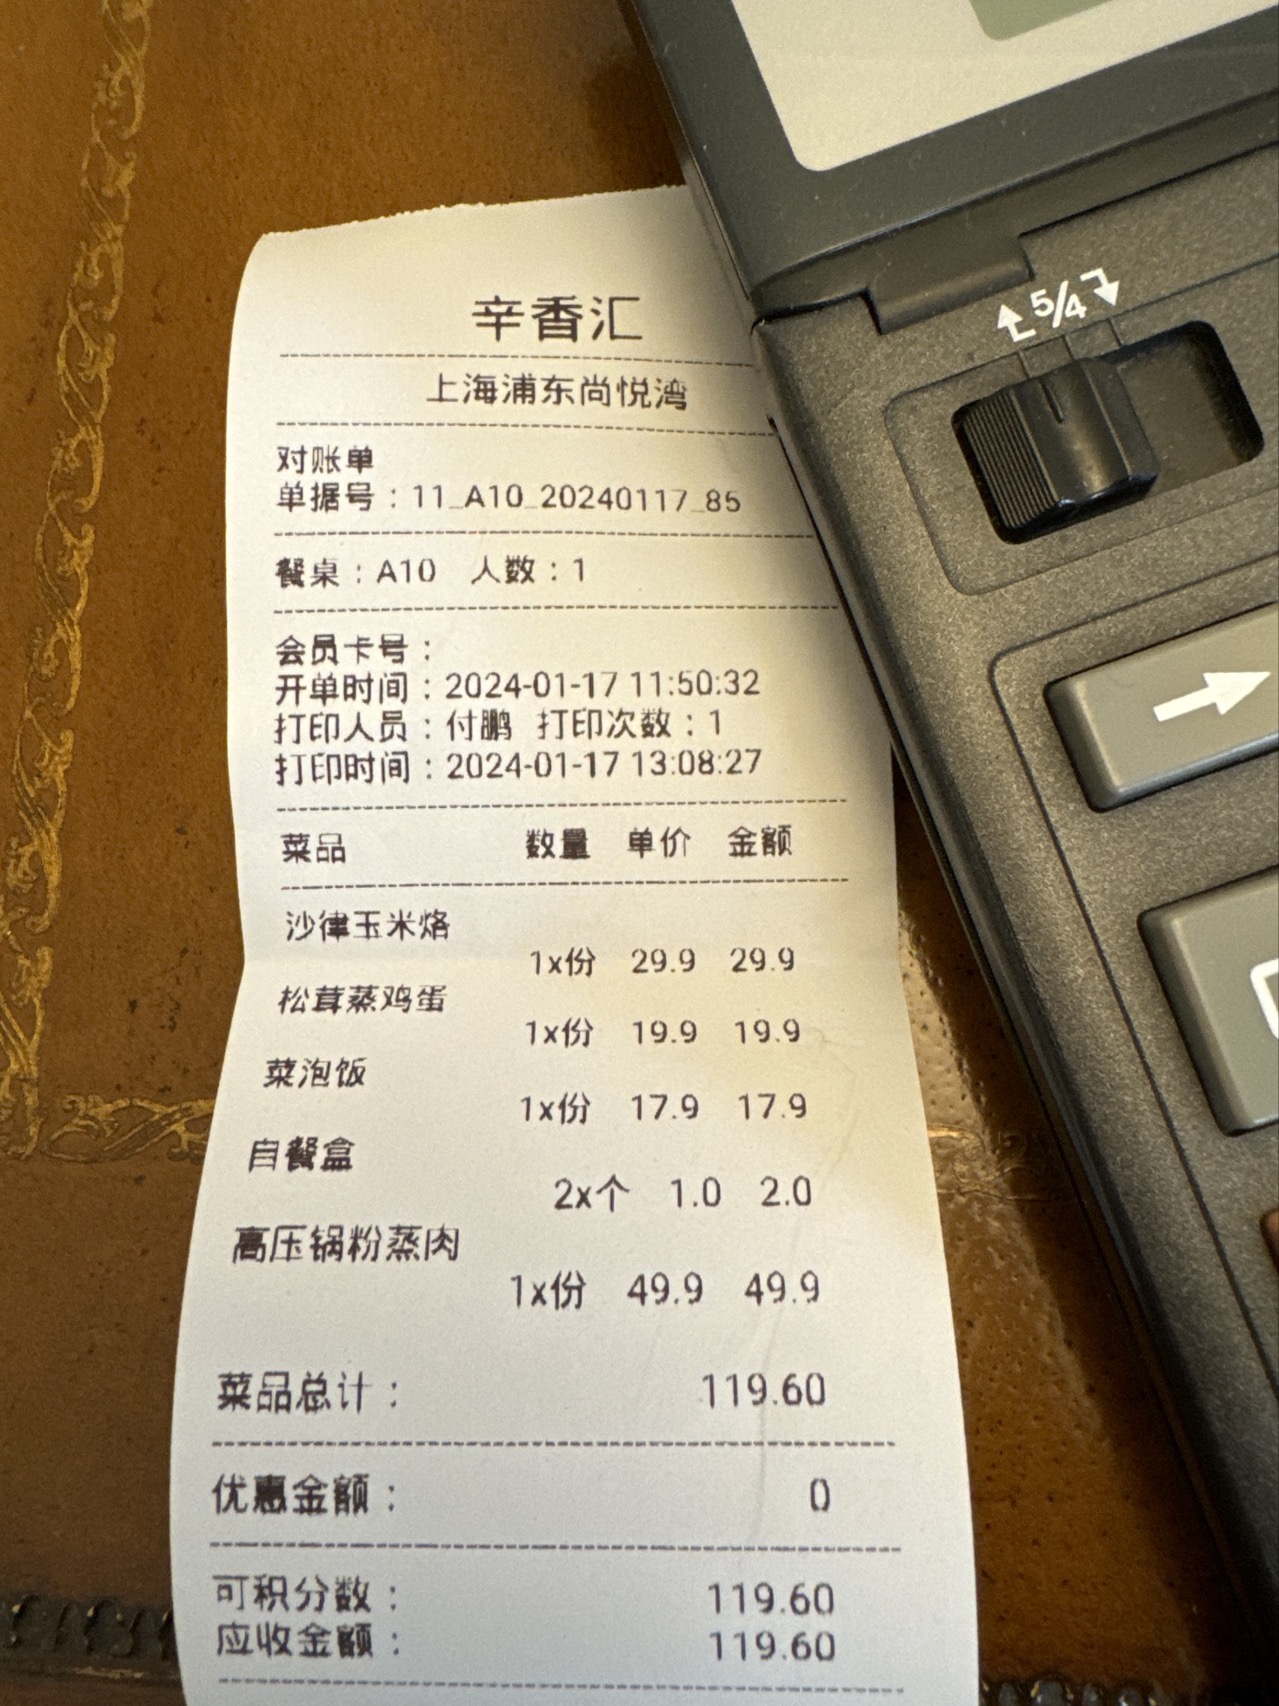 辛香汇
上海浦东尚悦湾
对账单
单据号：11_A10_20240117_85
餐桌：A10 人数：1
会员卡号：
开单时间：2024-01-17 11:50:32
打印人员：付鹏 打印次数：1
打印时间：2024-01-17 13:08:27
菜品 数量 单价 金额
沙律玉米烙
1x份 29.9 29.9
松茸蒸鸡蛋
1x份 19.9 19.9
菜泡饭
1x份 17.9 17.9
自餐盒
2x个 1.0 2.0
高压锅粉蒸肉
1x份 49.9 49.9
菜品总计： 119.60
优惠金额： 0
可积分数： 119.60
应收金额： 119.60
5/4